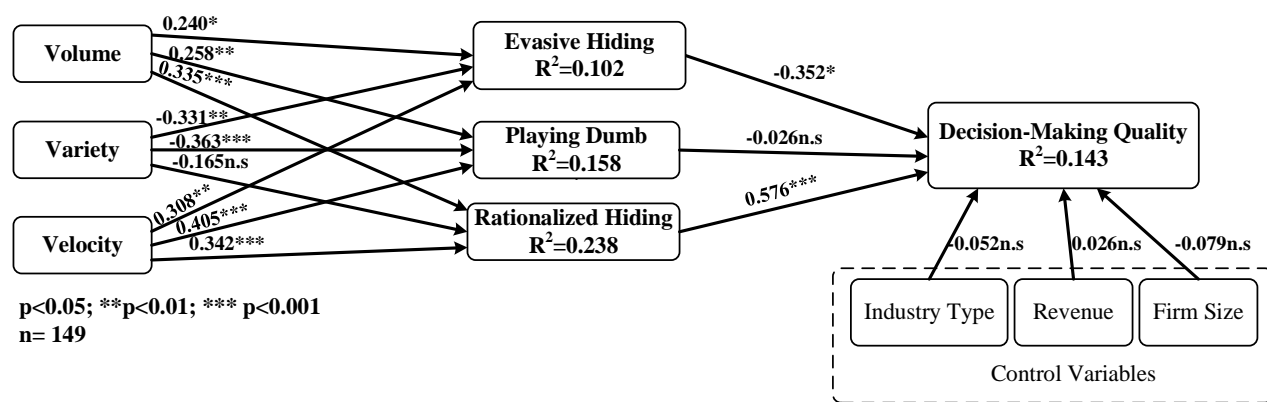 Volume
0.240*
0.258**
0.335***
Variety
-0.331**
-0.363***
-0.165n.s
Velocity
0.308**
0.405***
0.342***
Evasive Hiding
R²=0.102
Playing Dumb
R²=0.158
Rationalized Hiding
R²=0.238
-0.352*
-0.026n.s
0.576***
Decision-Making Quality
R²=0.143
-0.052n.s
0.026n.s
-0.079n.s
Industry Type
Revenue
Firm Size
Control Variables
p<0.05; **p<0.01; *** p<0.001
n= 149